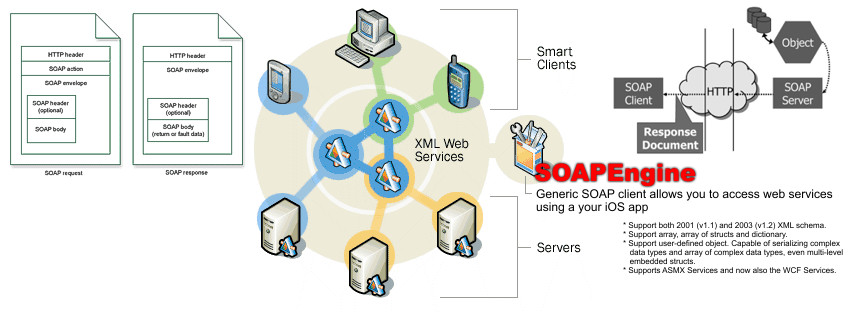 HTTP header
SOAP action
SOAP envelope
SOAP header
(optional)
SOAP body
SOAP request
HTTP header
SOAP envelope
SOAP header
(optional)
SOAP body
(return or fault data)
SOAP response
Smart
Clients
XML Web
Services
Servers
Object
SOAP
Client
HTTP
SOAP
Server
Response
Document
SOAPEngine
Generic SOAP client allows you to access web services
using a your iOS app
* Support both 2001 (v1.1) and 2003 (v1.2) XML schema.
* Support array, array of structs and dictionary.
* Support user-defined object. Capable of serializing complex
data types and array of complex data types, even multi-level
embedded structs.
* Supports ASMX Services and now also the WCF Services.